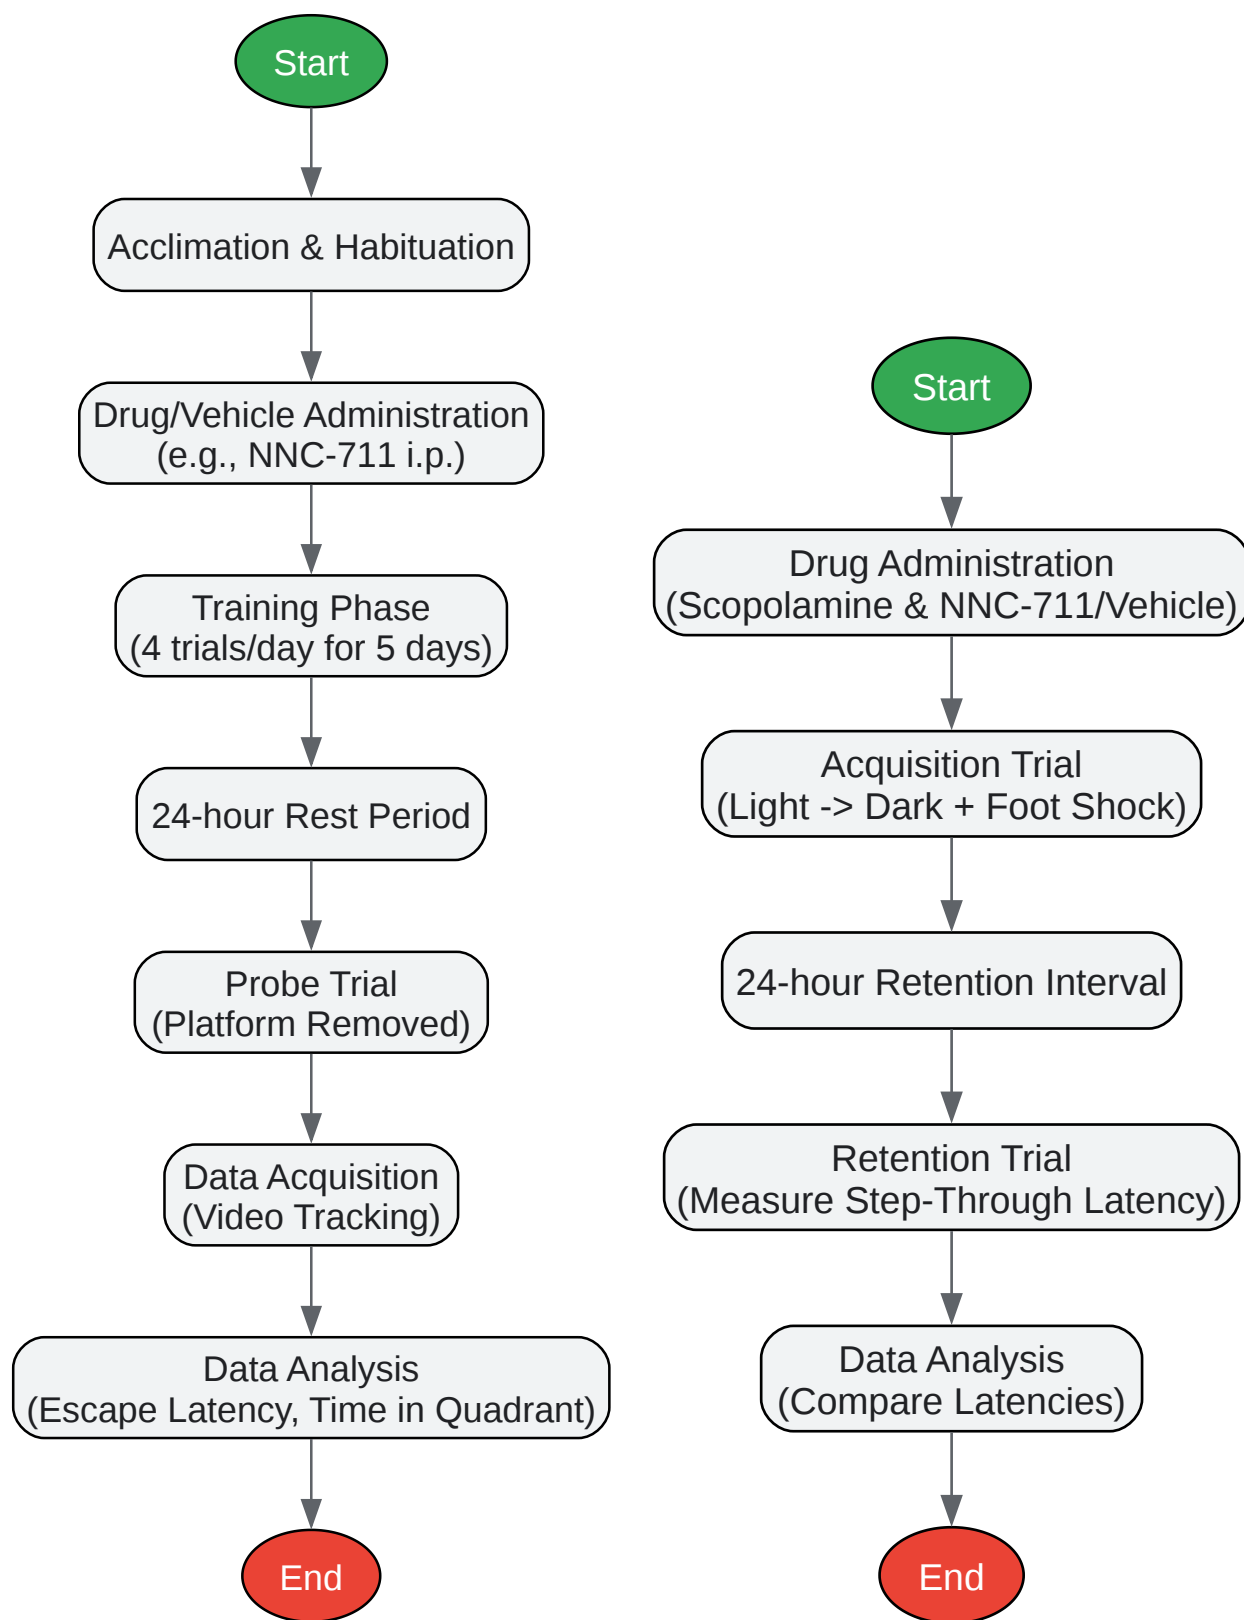 Start
Acclimation & Habituation
Drug/Vehicle Administration
(e.g., NNC-711 i.p.)
Training Phase
(4 trials/day for 5 days)
24-hour Rest Period
Probe Trial
(Platform Removed)
Data Acquisition
(Video Tracking)
Data Analysis
(Escape Latency, Time in Quadrant)
End
Start
Drug Administration
(Scopolamine & NNC-711/Vehicle)
Acquisition Trial
(Light -> Dark + Foot Shock)
24-hour Retention Interval
Retention Trial
(Measure Step-Through Latency)
Data Analysis
(Compare Latencies)
End